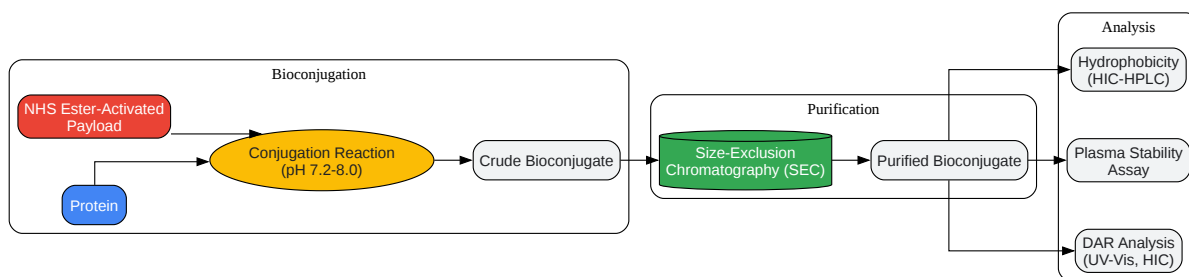 Bioconjugation
NHS Ester-Activated
Payload
Protein
Conjugation Reaction
(pH 7.2-8.0)
Crude Bioconjugate
Purification
Size-Exclusion
Chromatography (SEC)
Purified Bioconjugate
Analysis
Hydrophobicity
(HIC-HPLC)
Plasma Stability
Assay
DAR Analysis
(UV-Vis, HIC)